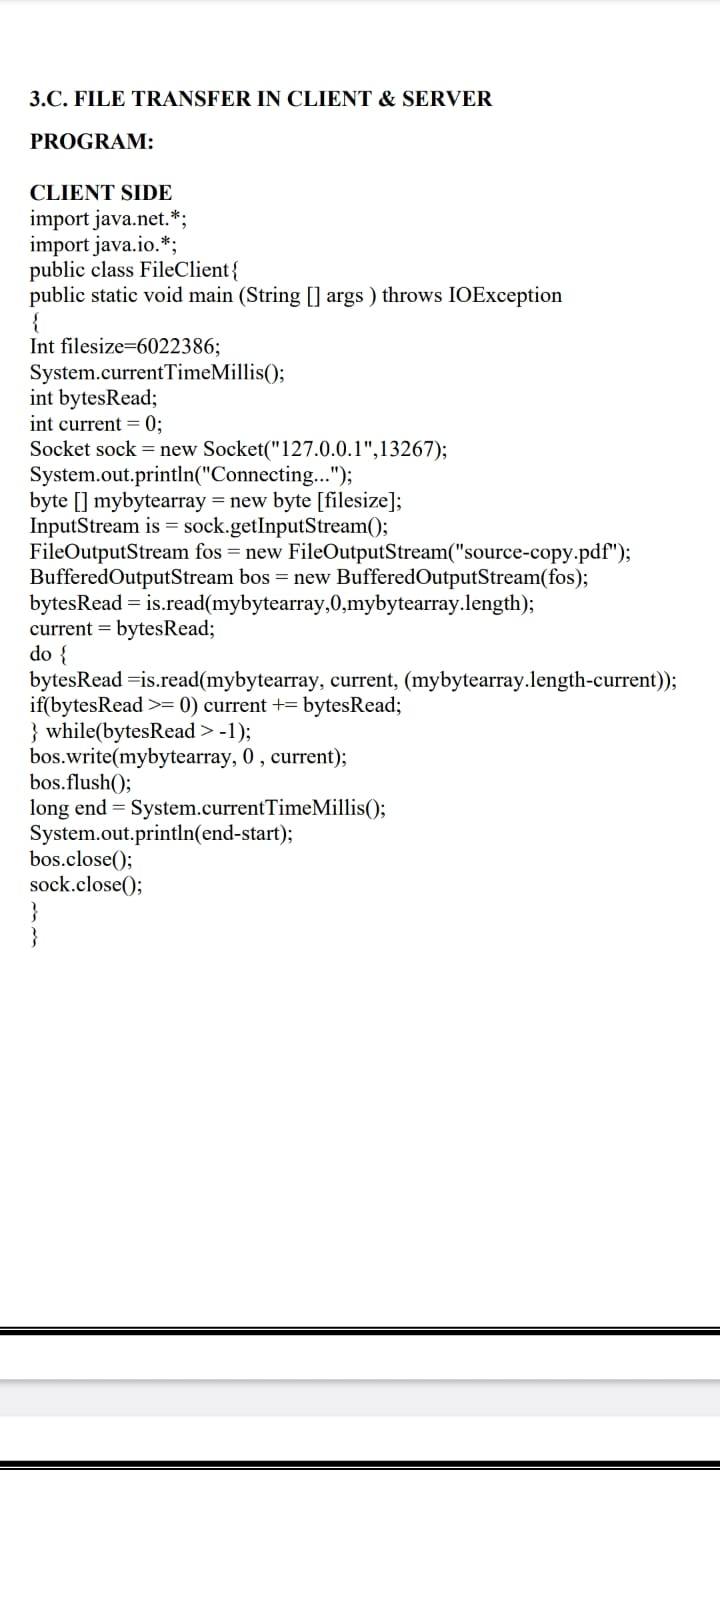 3.C. FILE TRANSFER IN CLIENT & SERVER
PROGRAM:
CLIENT SIDE
import java.net.*;
import java.io.*;
public class FileClient{
public static void main (String [] args ) throws IOException
{
Int filesize=6022386;
System.currentTimeMillis();
int bytesRead;
int current = 0;
Socket sock = new Socket("127.0.0.1",13267);
System.out.println("Connecting...");
byte [] mybytearray = new byte [filesize];
InputStream is = sock.getInputStream();
FileOutputStream fos = new FileOutputStream("source-copy.pdf");
BufferedOutputStream bos = new BufferedOutputStream(fos);
bytesRead = is.read(mybytearray,0,mybytearray.length);
current = bytesRead;
do {
bytesRead =is.read(mybytearray, current, (mybytearray.length-current));
if(bytesRead >= 0) current += bytesRead;
} while(bytesRead > -1);
bos.write(mybytearray, 0 , current);
bos.flush();
long end = System.currentTimeMillis();
System.out.println(end-start);
bos.close();
sock.close();
}
}